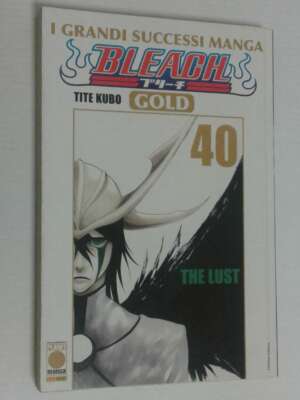 I GRANDI SUCCESSI MANGA
BLEACH
ブリーチ
TITE KUBO
GOLD
40
THE LUST